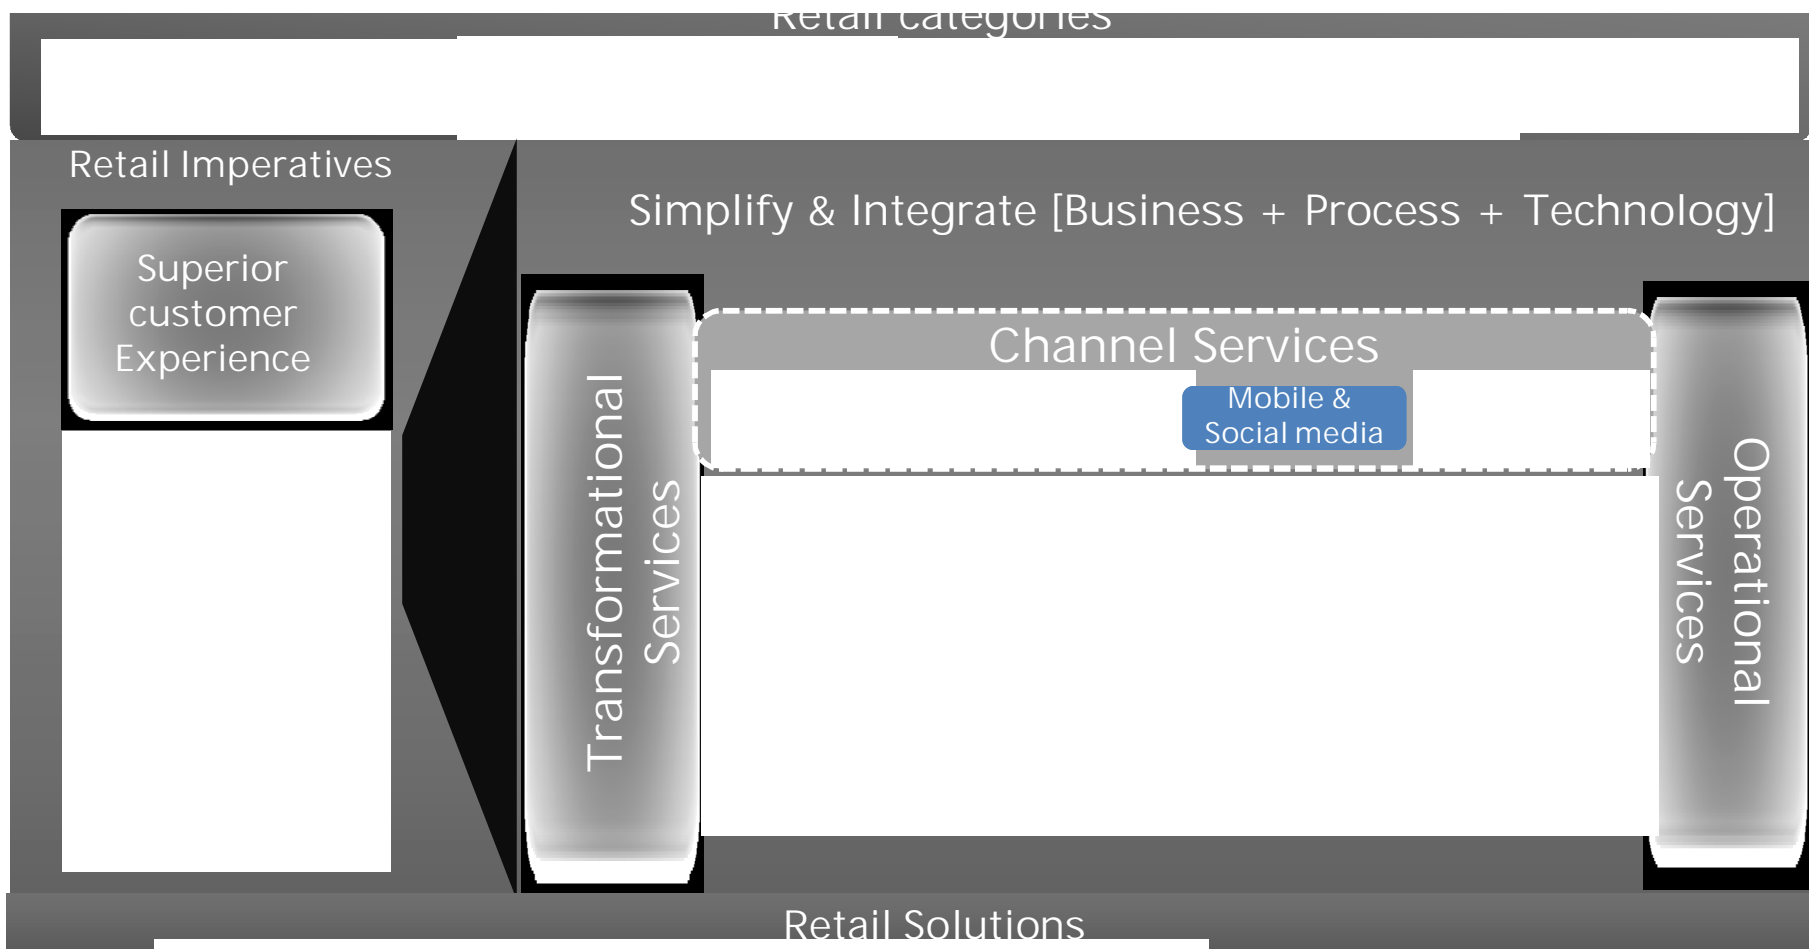 Retail categories
Retail Imperatives
Simplify & Integrate [Business + Process + Technology]
Superior
customer
Experience
Transformational
Services
Channel Services
Mobile &
Social media
Operational
Services
Retail Solutions